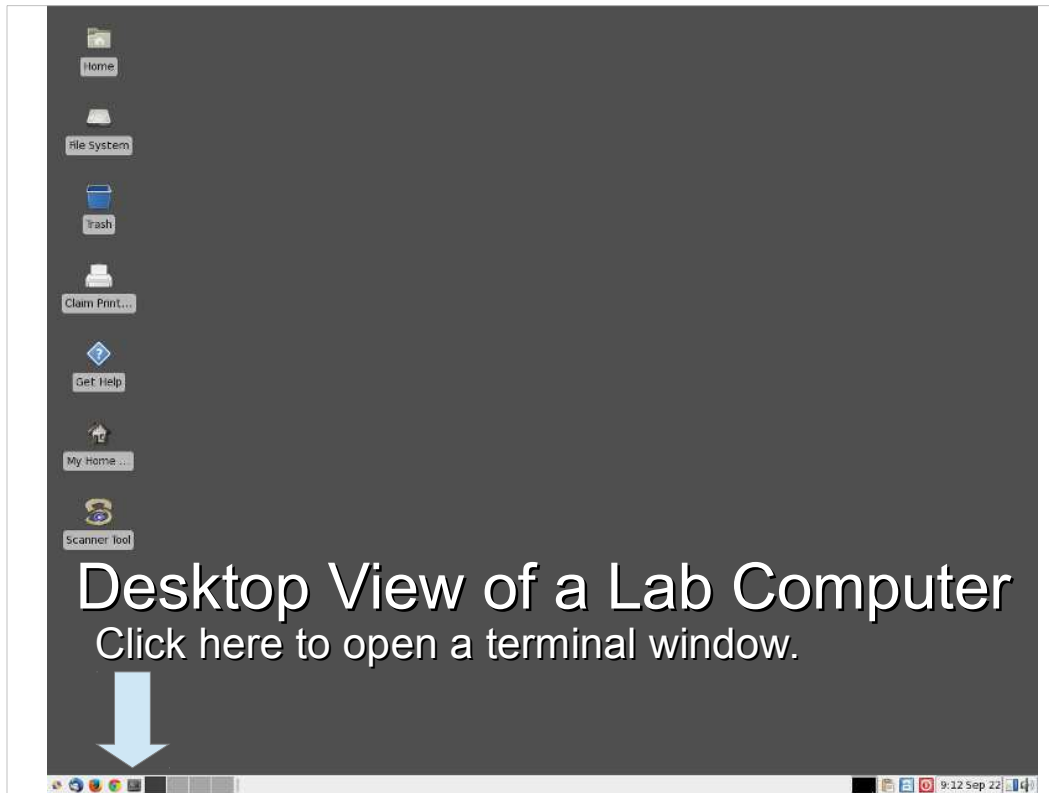 Home
File System
Trash
Claim Print...
Get Help
My Home ...
Scanner Tool
Desktop View of a Lab Computer
Click here to open a terminal window.
9:12 Sep 22